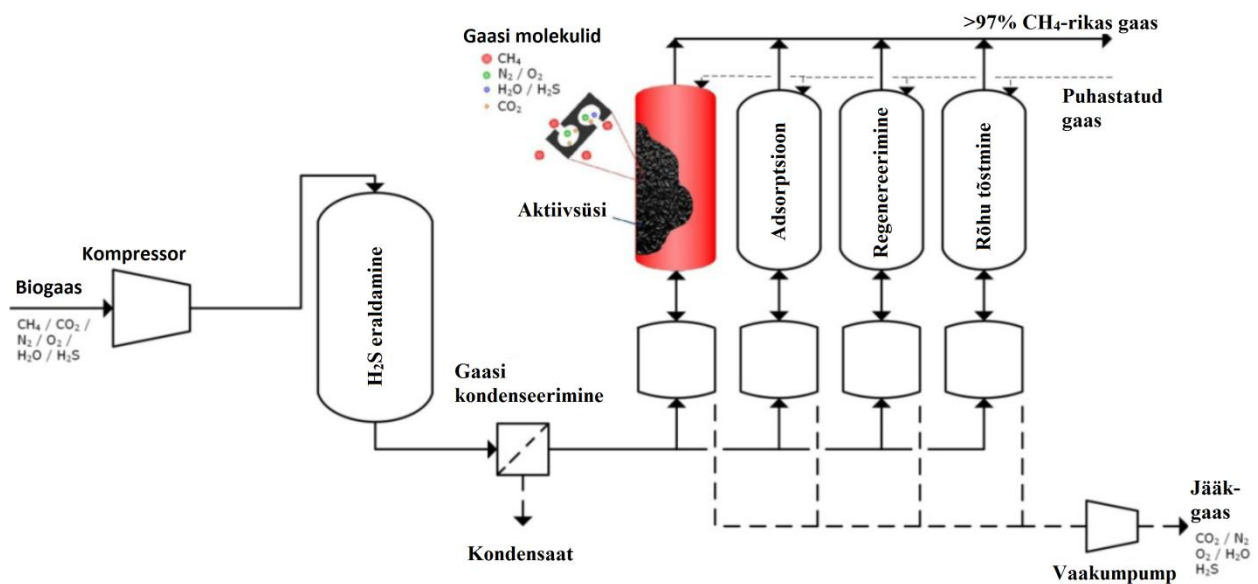 >97% CH₄-rikas gaas
Gaasi molekulid
CH₄
N₂ / O₂
H₂O / H₂S
CO₂
Puhastatud
gaas
Aktiivsüsi
Adsorptsioon
Regenereerimine
Rõhu tõstmine
Kompressor
Biogaas
CH₄ / CO₂ /
N₂ / O₂ /
H₂O / H₂S
H₂S eraldamine
Gaasi
kondenseerimine
Kondensaat
Jääk-
gaas
CO₂ / N₂
O₂ / H₂O
H₂S
Vaakumpump